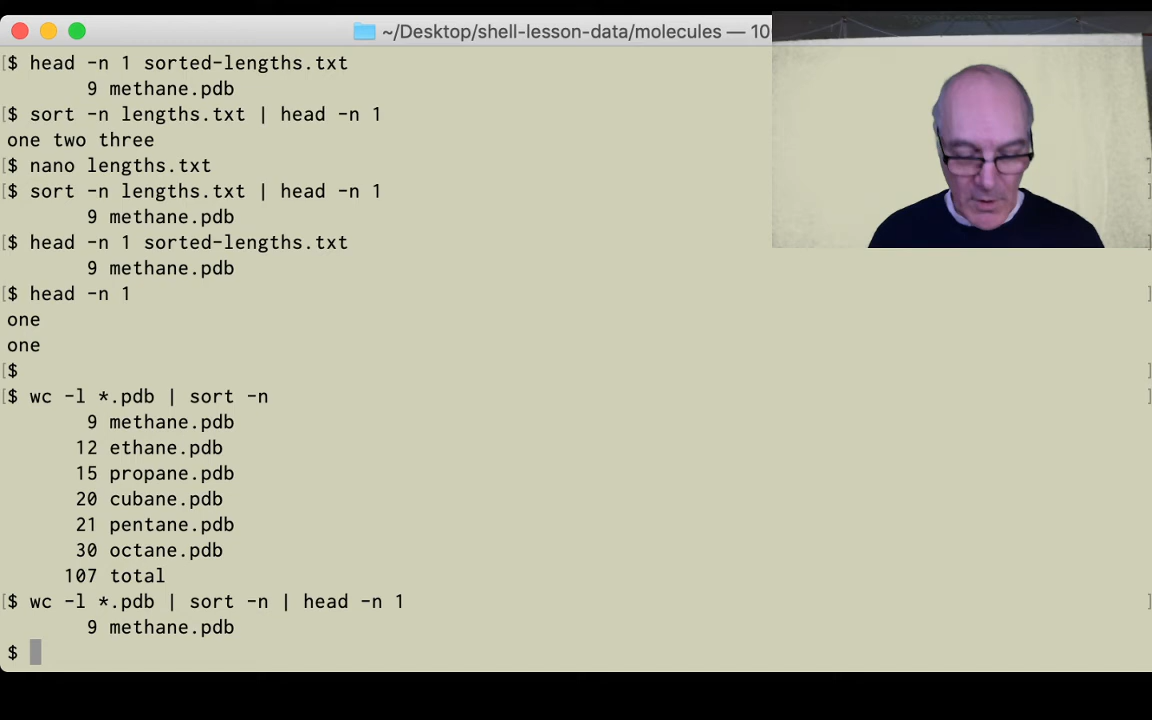 ~/Desktop/shell-lesson-data/molecules — 10
[$ head -n 1 sorted-lengths.txt
9 methane.pdb
[$ sort -n lengths.txt | head -n 1
one two three
[$ nano lengths.txt ]
[$ sort -n lengths.txt | head -n 1 ]
9 methane.pdb
[$ head -n 1 sorted-lengths.txt ]
9 methane.pdb
[$ head -n 1 ]
one
one
[$ ]
[$ wc -l *.pdb | sort -n ]
9 methane.pdb
12 ethane.pdb
15 propane.pdb
20 cubane.pdb
21 pentane.pdb
30 octane.pdb
107 total
[$ wc -l *.pdb | sort -n | head -n 1 ]
9 methane.pdb
$